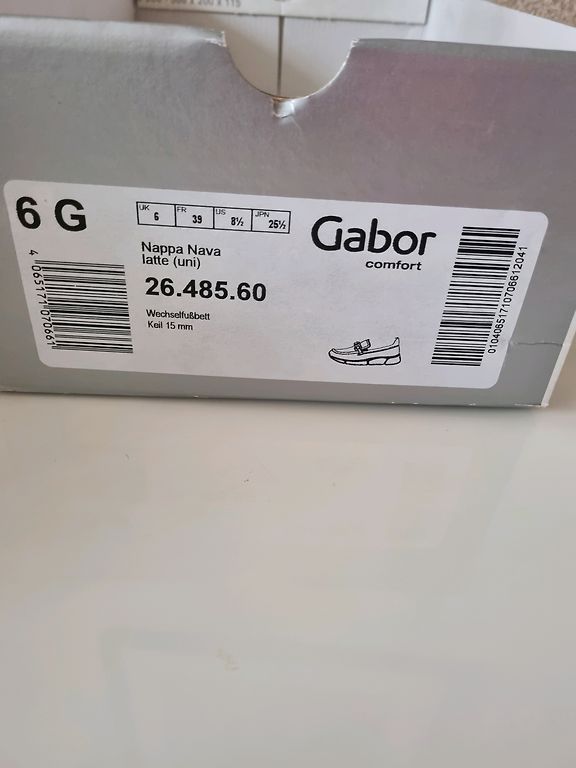 6 G
UK 6 FR 39 US 8½ JPN 25½
Gabor
comfort
Nappa Nava
latte (uni)
26.485.60
Wechselfußbett
Keil 15 mm
4 065171 070661
01040651710706612041